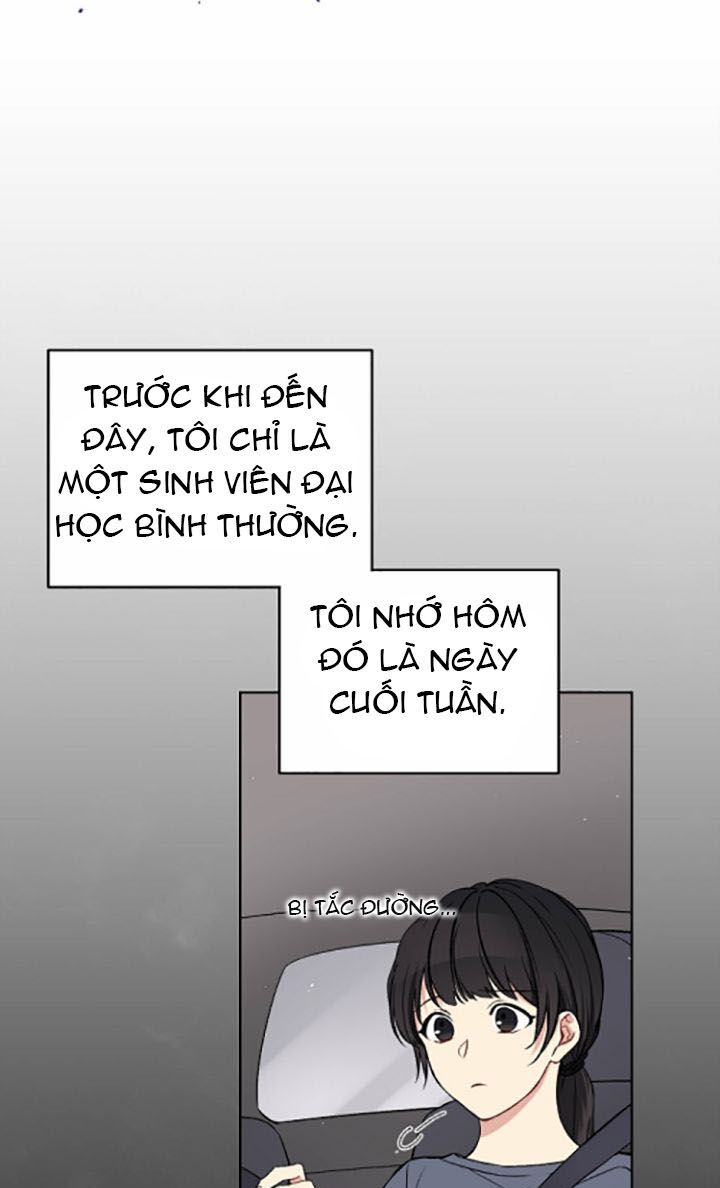 TRƯỚC KHI ĐẾN
ĐÂY, TÔI CHỈ LÀ
MỘT SINH VIÊN ĐẠI
HỌC BÌNH THƯỜNG.
TÔI NHỚ HÔM
ĐÓ LÀ NGÀY
CUỐI TUẦN.
BỊ TẮC ĐƯỜNG...